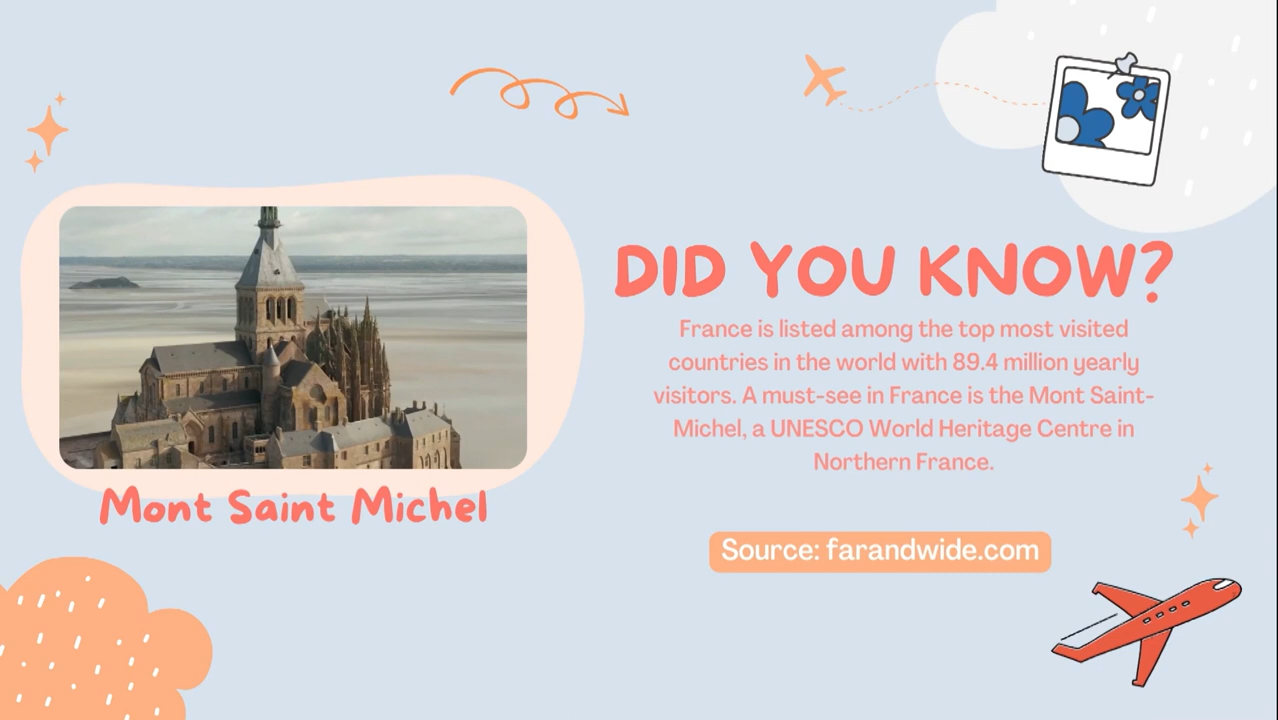 DID YOU KNOW?
France is listed among the top most visited
countries in the world with 89.4 million yearly
visitors. A must-see in France is the Mont Saint-
Michel, a UNESCO World Heritage Centre in
Northern France.
Mont Saint Michel
Source: farandwide.com